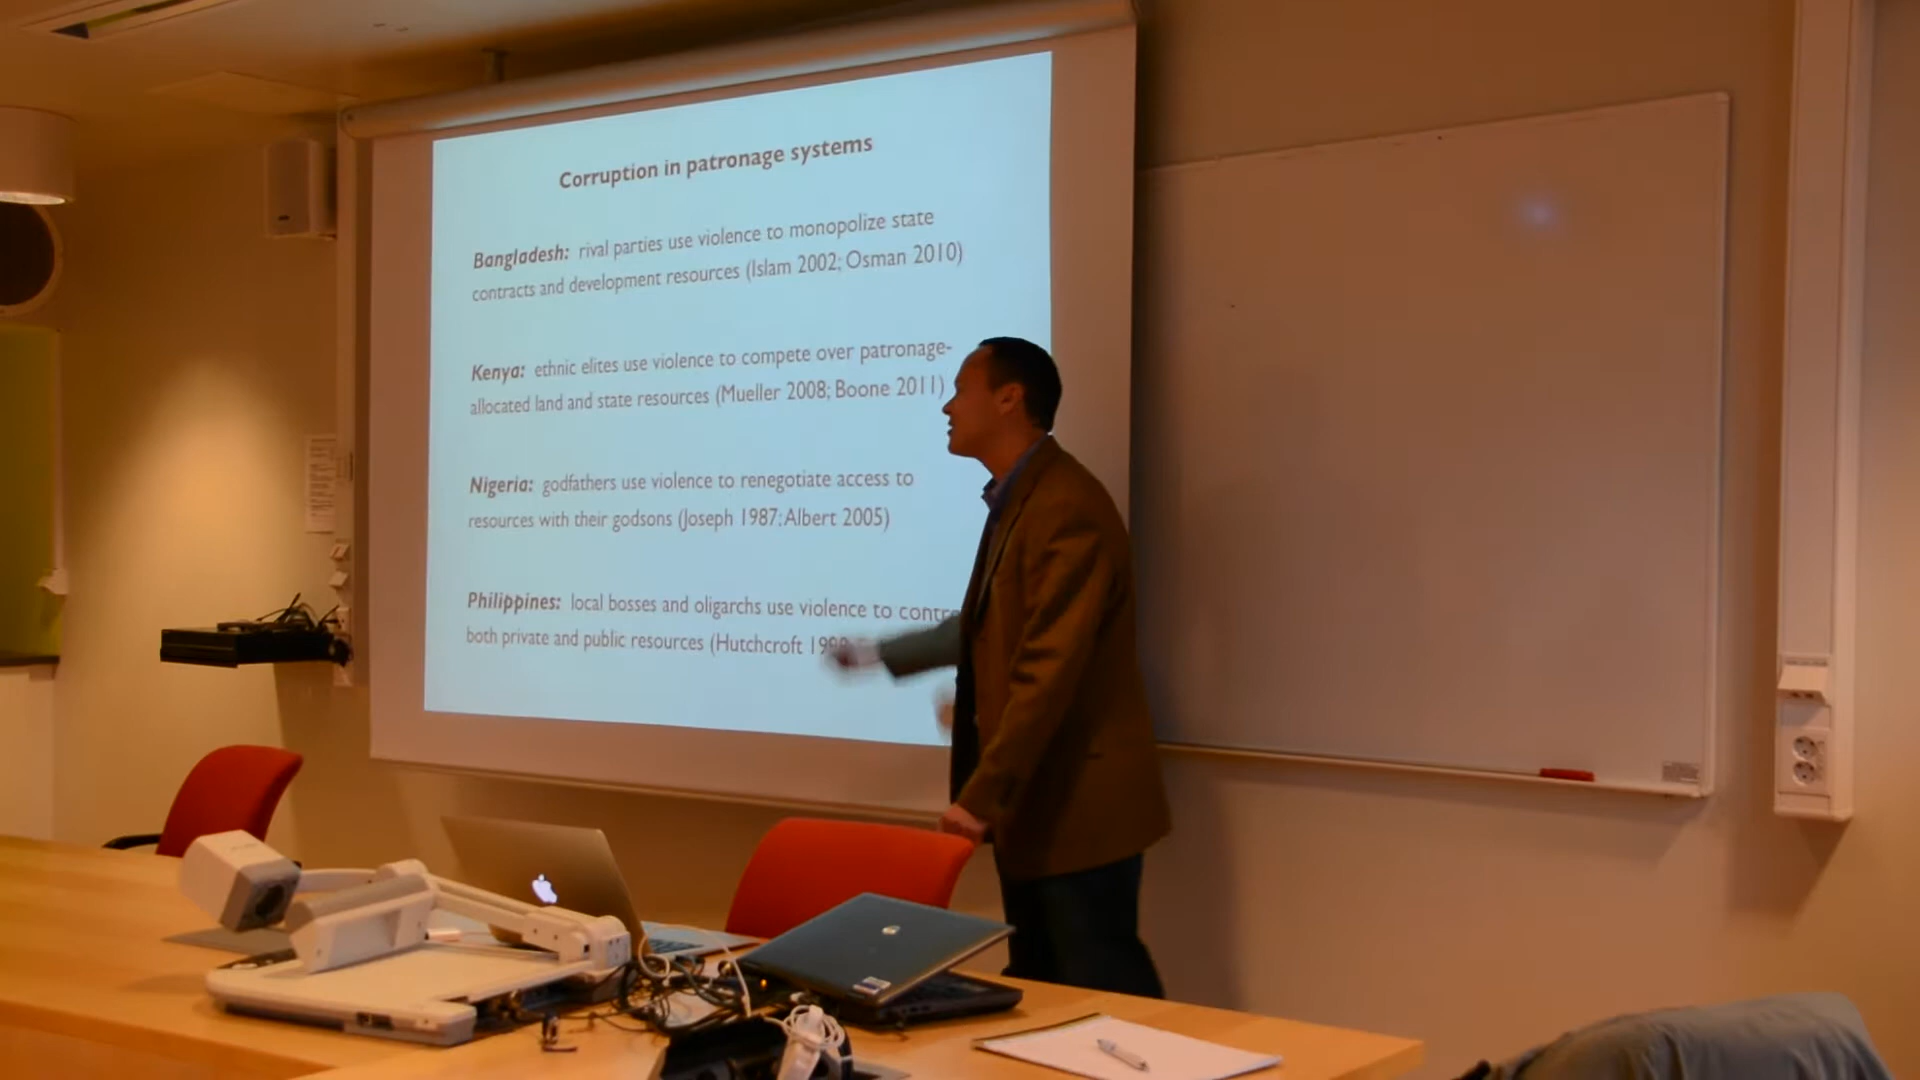 Corruption in patronage systems
Bangladesh: rival parties use violence to monopolize state
contracts and development resources (Islam 2002; Osman 2010)
Kenya: ethnic elites use violence to compete over patronage-
allocated land and state resources (Mueller 2008; Boone 2011)
Nigeria: godfathers use violence to renegotiate access to
resources with their godsons (Joseph 1987; Albert 2005)
Philippines: local bosses and oligarchs use violence to
both private and public resources (Hutchcroft